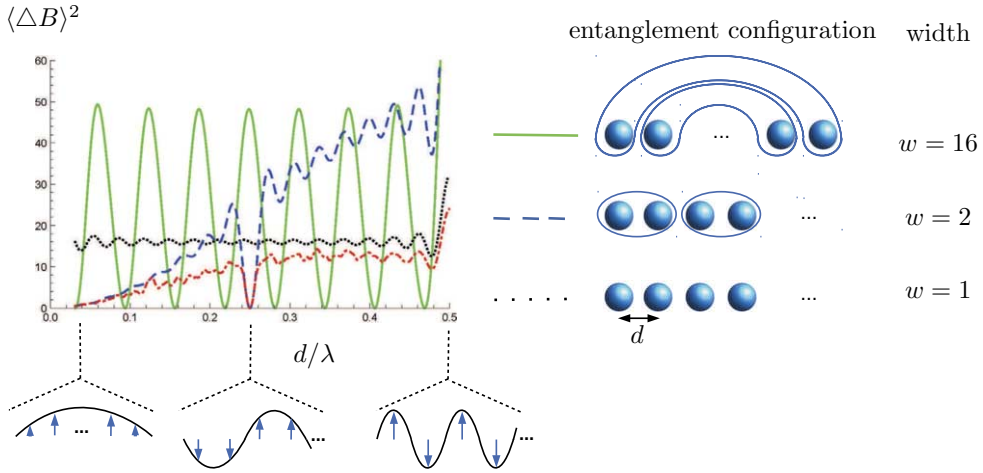 ⟨△B⟩²
entanglement configuration width
60
50
40
30
20
10
0
0.0 0.1 0.2 0.3 0.4 0.5
d/λ
... w = 16
... w = 2
... w = 1
d
... ... ...